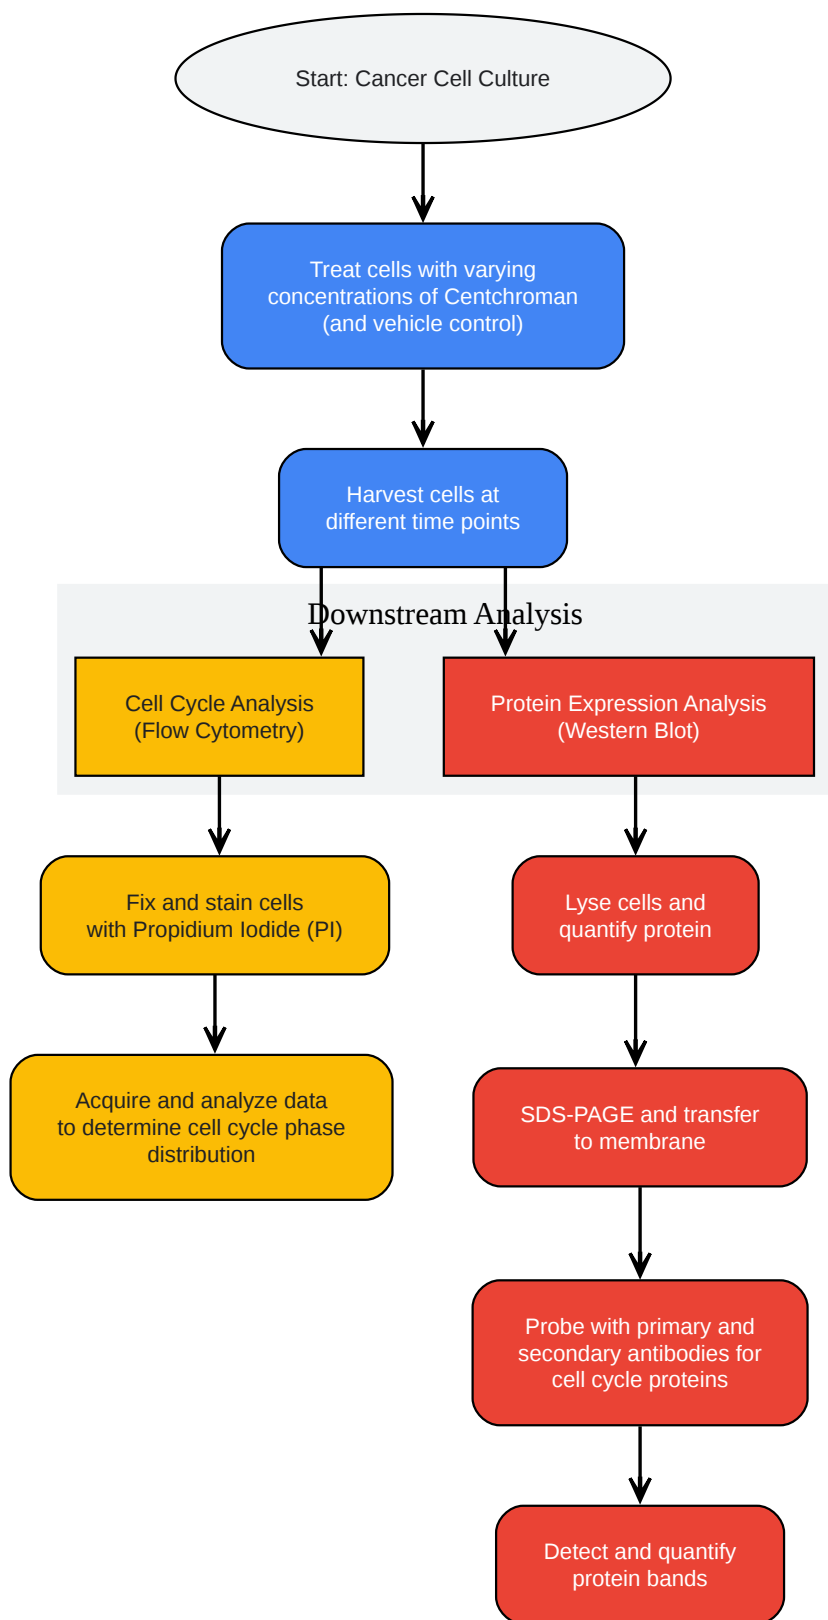 Start: Cancer Cell Culture
Treat cells with varying
concentrations of Centchroman
(and vehicle control)
Harvest cells at
different time points
Downstream Analysis
Cell Cycle Analysis
(Flow Cytometry)
Protein Expression Analysis
(Western Blot)
Fix and stain cells
with Propidium Iodide (PI)
Lyse cells and
quantify protein
Acquire and analyze data
to determine cell cycle phase
distribution
SDS-PAGE and transfer
to membrane
Probe with primary and
secondary antibodies for
cell cycle proteins
Detect and quantify
protein bands